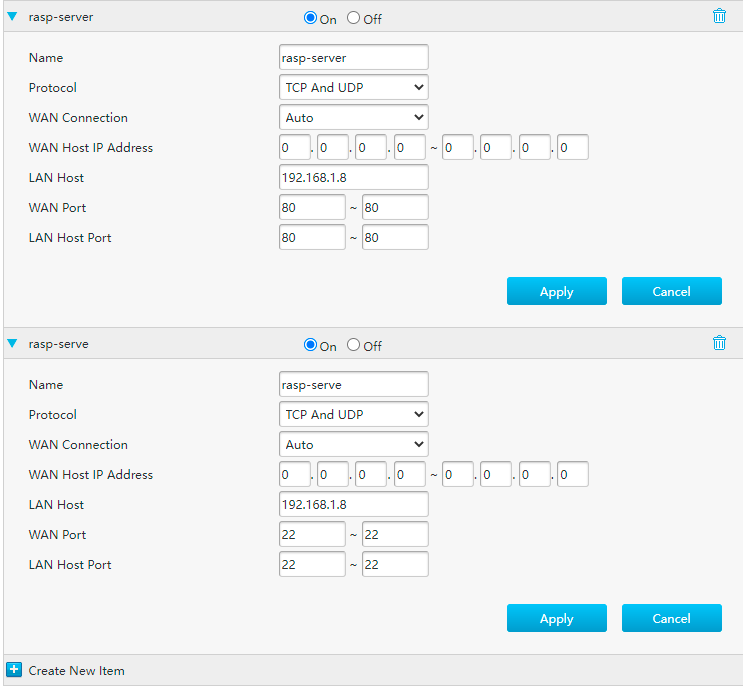 rasp-server On Off
Name rasp-server
Protocol TCP And UDP
WAN Connection Auto
WAN Host IP Address 0 . 0 . 0 . 0 ~ 0 . 0 . 0 . 0
LAN Host 192.168.1.8
WAN Port 80 ~ 80
LAN Host Port 80 ~ 80
Apply Cancel
rasp-serve On Off
Name rasp-serve
Protocol TCP And UDP
WAN Connection Auto
WAN Host IP Address 0 . 0 . 0 . 0 ~ 0 . 0 . 0 . 0
LAN Host 192.168.1.8
WAN Port 22 ~ 22
LAN Host Port 22 ~ 22
Apply Cancel
Create New Item